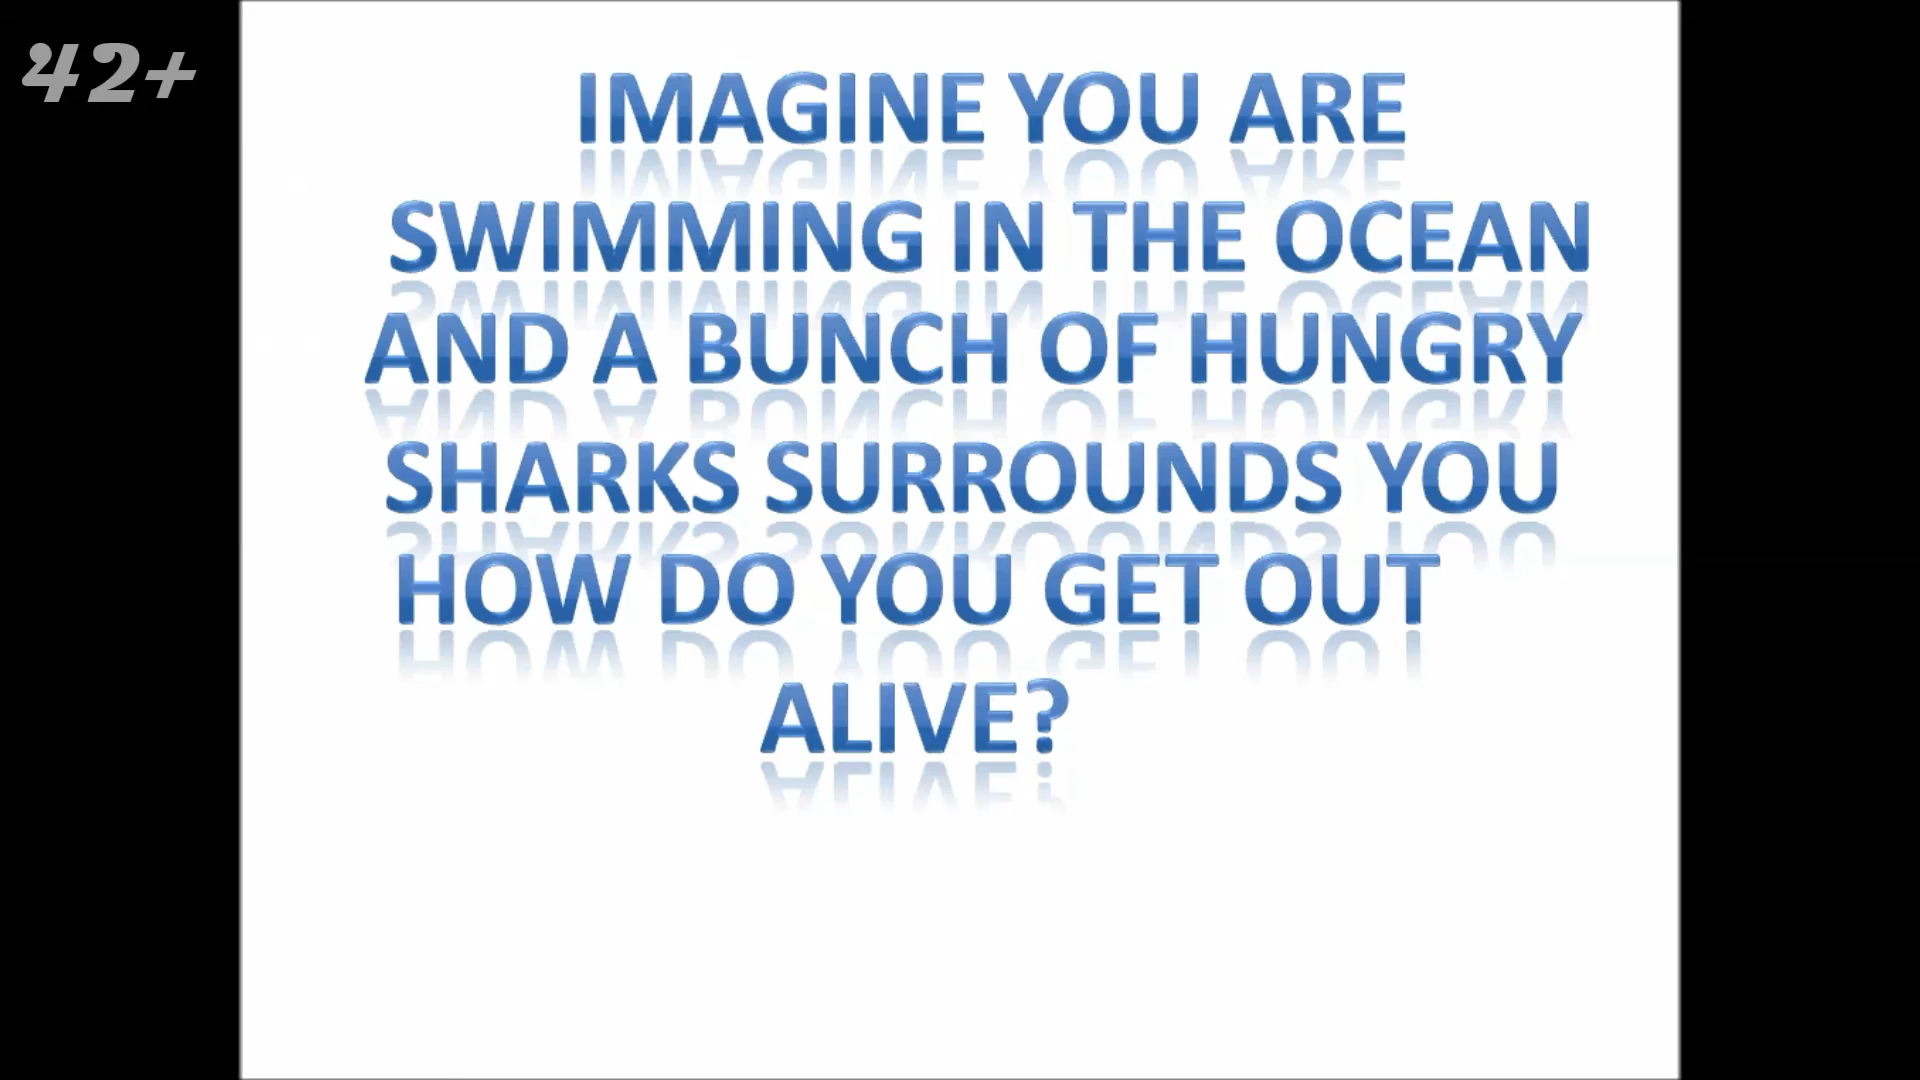 42+
IMAGINE YOU ARE
SWIMMING IN THE OCEAN
AND A BUNCH OF HUNGRY
SHARKS SURROUNDS YOU
HOW DO YOU GET OUT
ALIVE?